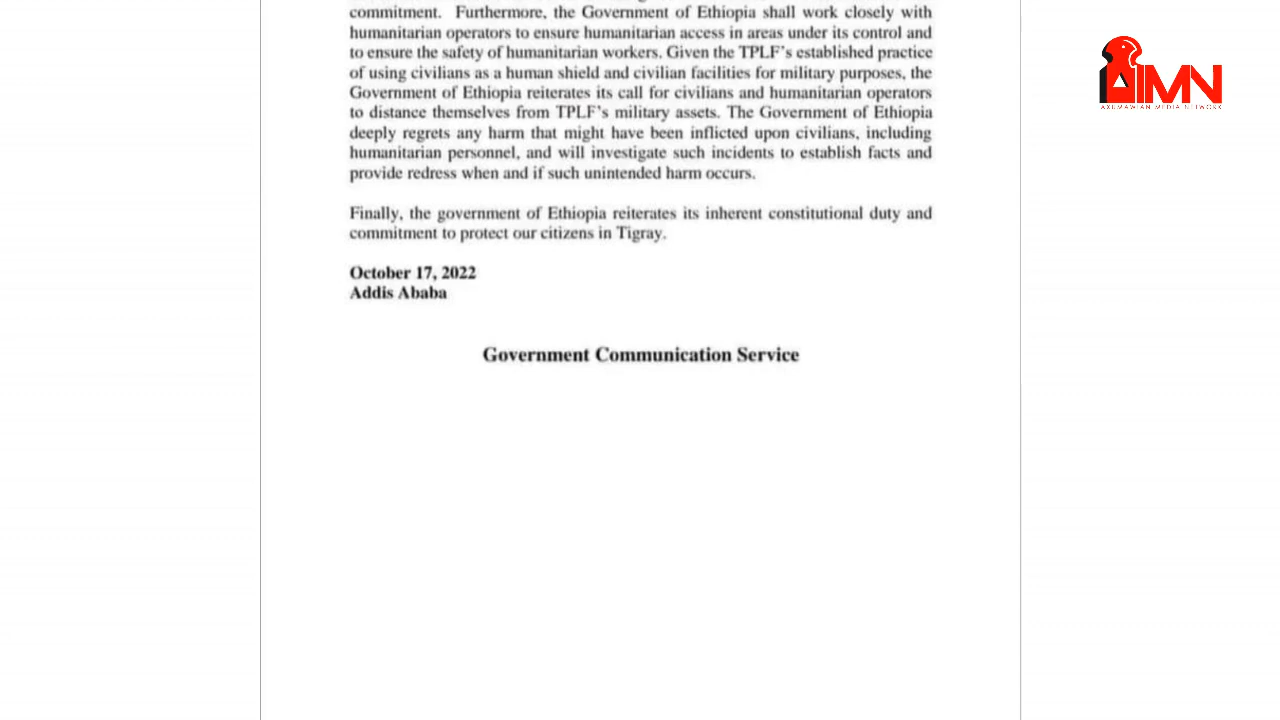 commitment. Furthermore, the Government of Ethiopia shall work closely with
humanitarian operators to ensure humanitarian access in areas under its control and
to ensure the safety of humanitarian workers. Given the TPLF's established practice
of using civilians as a human shield and civilian facilities for military purposes, the
Government of Ethiopia reiterates its call for civilians and humanitarian operators
to distance themselves from TPLF's military assets. The Government of Ethiopia
deeply regrets any harm that might have been inflicted upon civilians, including
humanitarian personnel, and will investigate such incidents to establish facts and
provide redress when and if such unintended harm occurs.
Finally, the government of Ethiopia reiterates its inherent constitutional duty and
commitment to protect our citizens in Tigray.
October 17, 2022
Addis Ababa
Government Communication Service
AMN
AXUMAWIAN MEDIA NETWORK